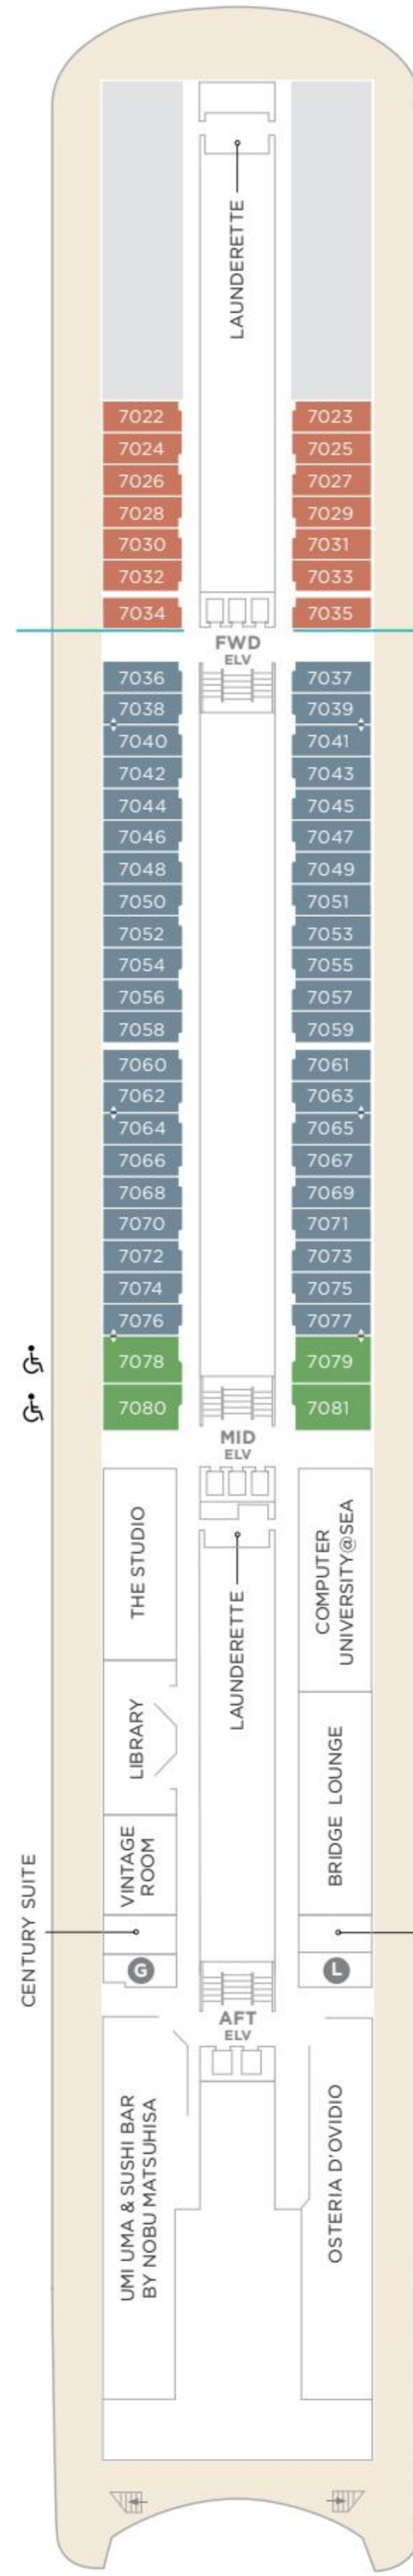 LAUNDERETTE
7022 7023
7024 7025
7026 7027
7028 7029
7030 7031
7032 7033
7034 7035
FWD
ELV
7036 7037
7038 7039
7040 7041
7042 7043
7044 7045
7046 7047
7048 7049
7050 7051
7052 7053
7054 7055
7056 7057
7058 7059
7060 7061
7062 7063
7064 7065
7066 7067
7068 7069
7070 7071
7072 7073
7074 7075
7076 7077
7078 7079
7080 7081
MID
ELV
THE STUDIO
COMPUTER
UNIVERSITY@SEA
LAUNDERETTE
LIBRARY
BRIDGE LOUNGE
VINTAGE
ROOM
CENTURY SUITE
G
L
AFT
ELV
UMI UMA & SUSHI BAR
BY NOBU MATSUHISA
OSTERIA D'OVIDIO